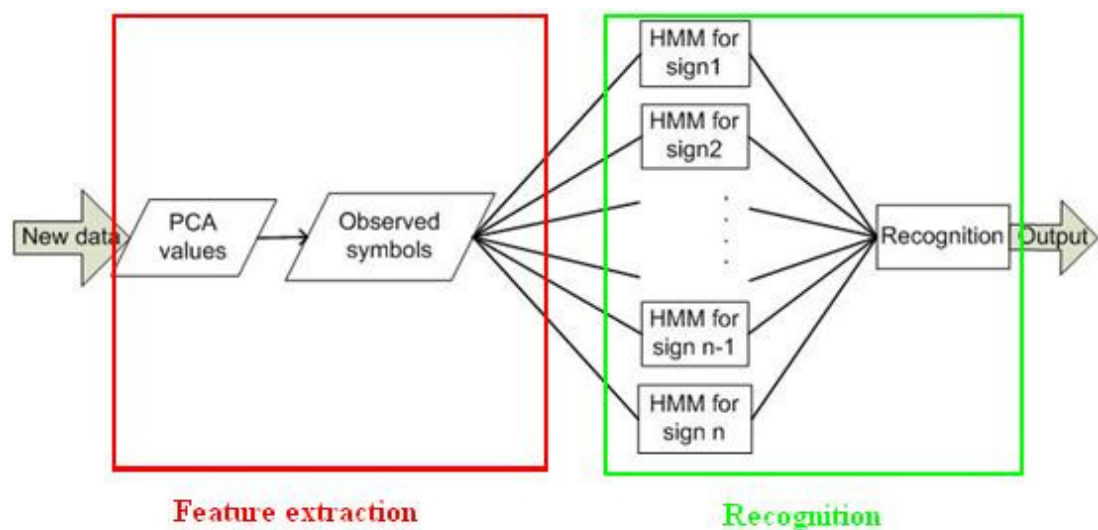 New data
PCA
values
Observed
symbols
HMM for
sign1
HMM for
sign2
HMM for
sign n-1
HMM for
sign n
Recognition
Output
Feature extraction
Recognition